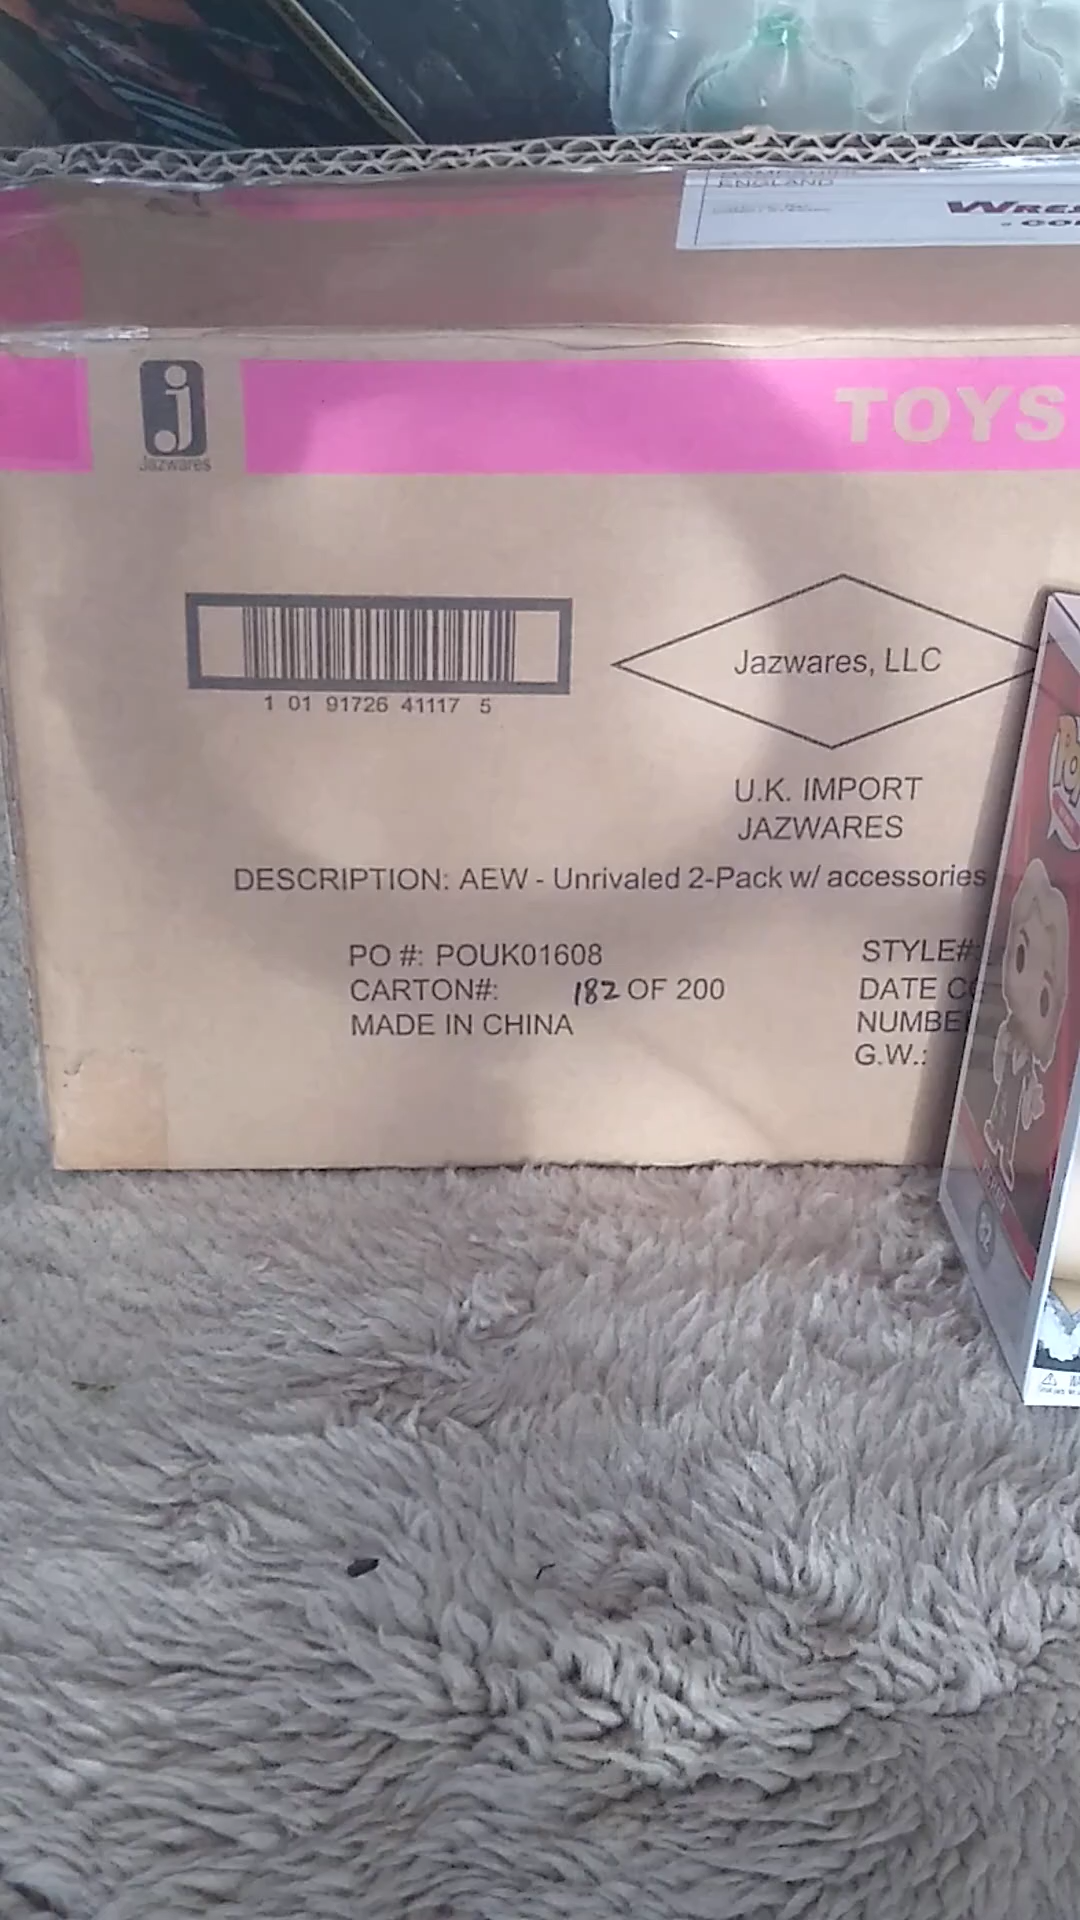 ENGLAND
WRES
TOYS
j
Jazwares
1 01 91726 41117 5
Jazwares, LLC
U.K. IMPORT
JAZWARES
DESCRIPTION: AEW - Unrivaled 2-Pack w/ accessories
PO #: POUK01608
STYLE#:
CARTON#: 182 OF 200
DATE CO
MADE IN CHINA
NUMBE
G.W.: